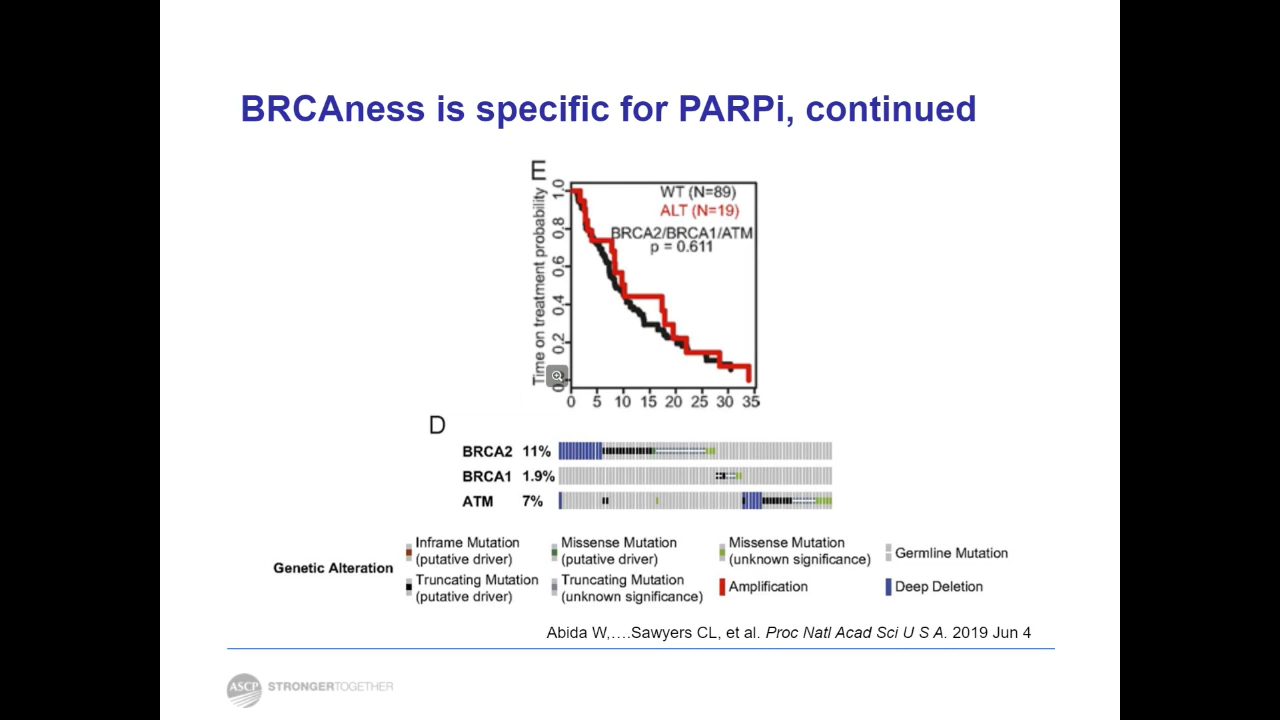 BRCAness is specific for PARPi, continued
E
WT (N=89)
ALT (N=19)
BRCA2/BRCA1/ATM
p = 0.611
Time on treatment probability
1.0
0.8
0.6
0.4
0.2
0 5 10 15 20 25 30 35
D
BRCA2 11%
BRCA1 1.9%
ATM 7%
Genetic Alteration
Inframe Mutation
(putative driver)
Missense Mutation
(putative driver)
Missense Mutation
(unknown significance)
Germline Mutation
Truncating Mutation
(putative driver)
Truncating Mutation
(unknown significance)
Amplification
Deep Deletion
Abida W,….Sawyers CL, et al. Proc Natl Acad Sci U S A. 2019 Jun 4
ASCP STRONGERTOGETHER